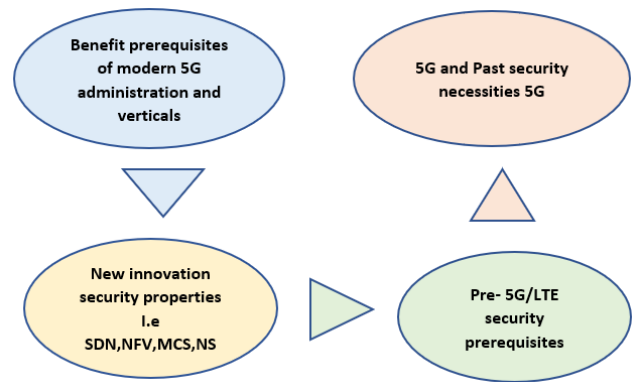 Benefit prerequisites
of modern 5G
administration and
verticals
5G and Past security
necessities 5G
New innovation
security properties
I.e
SDN,NFV,MCS,NS
Pre- 5G/LTE
security
prerequisites